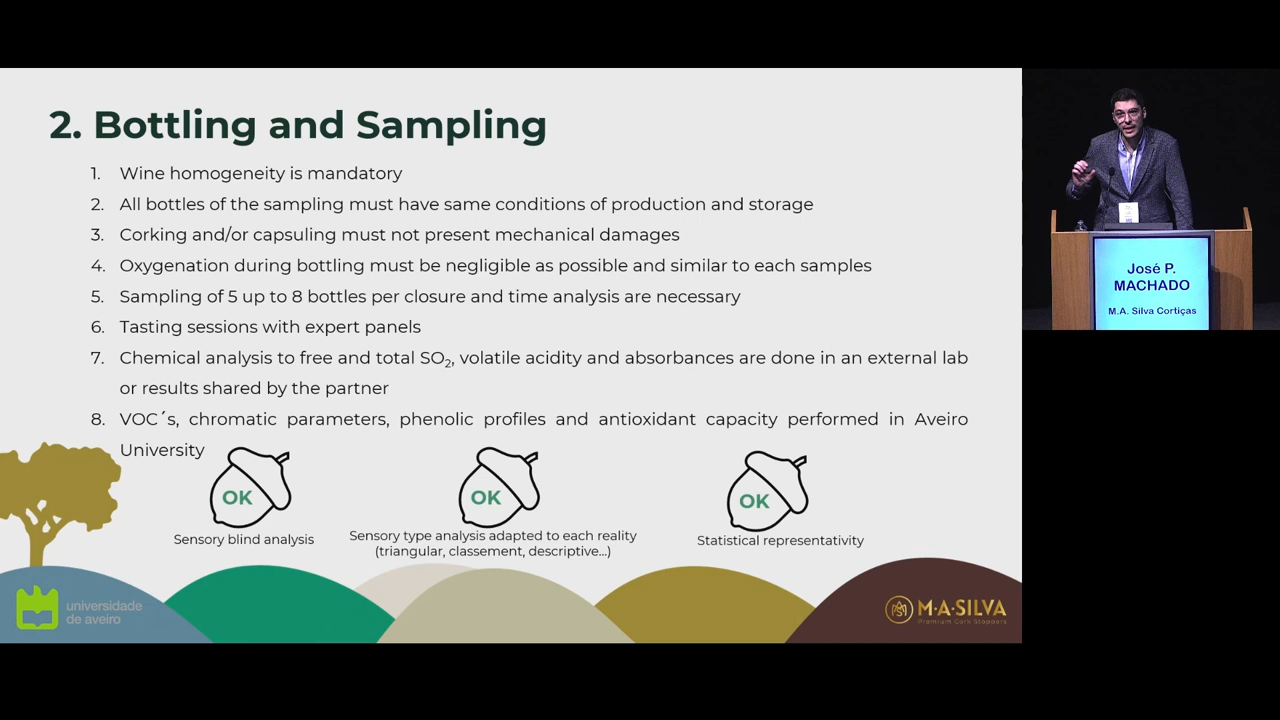 2. Bottling and Sampling
1. Wine homogeneity is mandatory
2. All bottles of the sampling must have same conditions of production and storage
3. Corking and/or capsuling must not present mechanical damages
4. Oxygenation during bottling must be negligible as possible and similar to each samples
5. Sampling of 5 up to 8 bottles per closure and time analysis are necessary
6. Tasting sessions with expert panels
7. Chemical analysis to free and total SO₂, volatile acidity and absorbances are done in an external lab
or results shared by the partner
8. VOC´s, chromatic parameters, phenolic profiles and antioxidant capacity performed in Aveiro
University
OK
OK
OK
Sensory blind analysis
Sensory type analysis adapted to each reality
(triangular, classement, descriptive...)
Statistical representativity
universidade
de aveiro
M·A·SILVA
Premium Cork Stoppers
José P.
MACHADO
M.A. Silva Cortiças